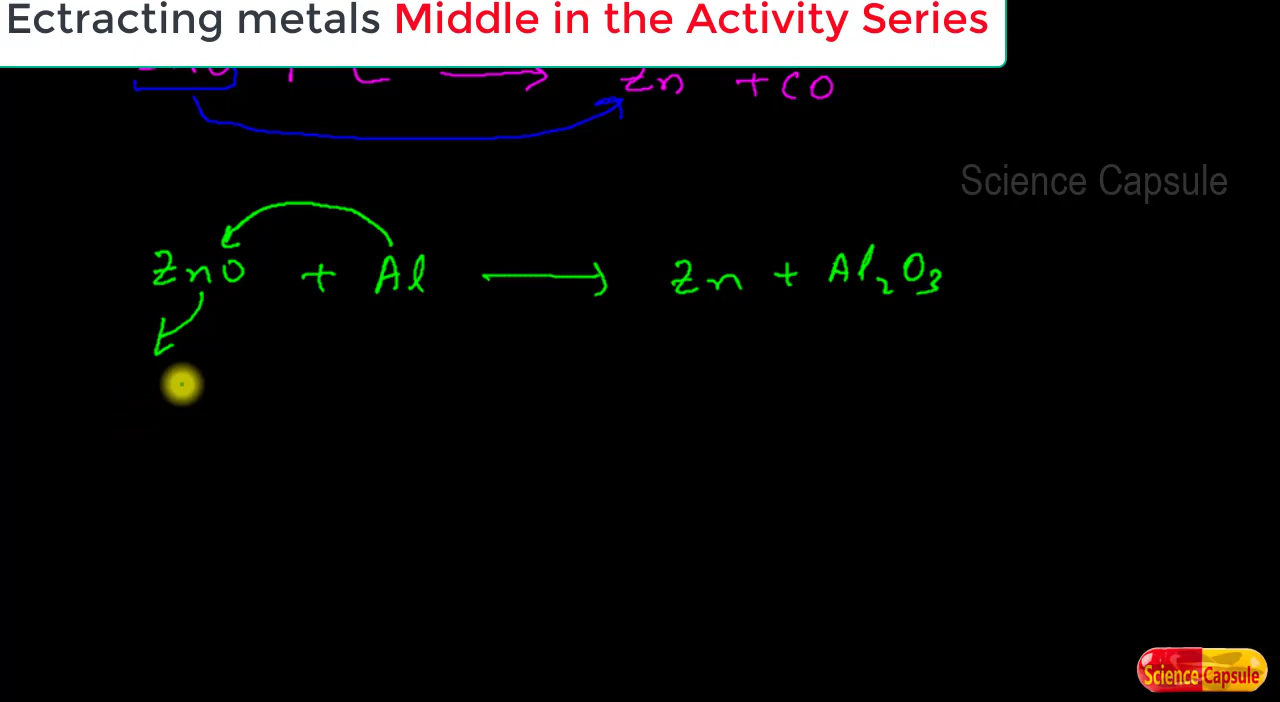 Ectracting metals Middle in the Activity Series
Zn + CO
Science Capsule
ZnO + Al → Zn + Al₂O₃
Science Capsule